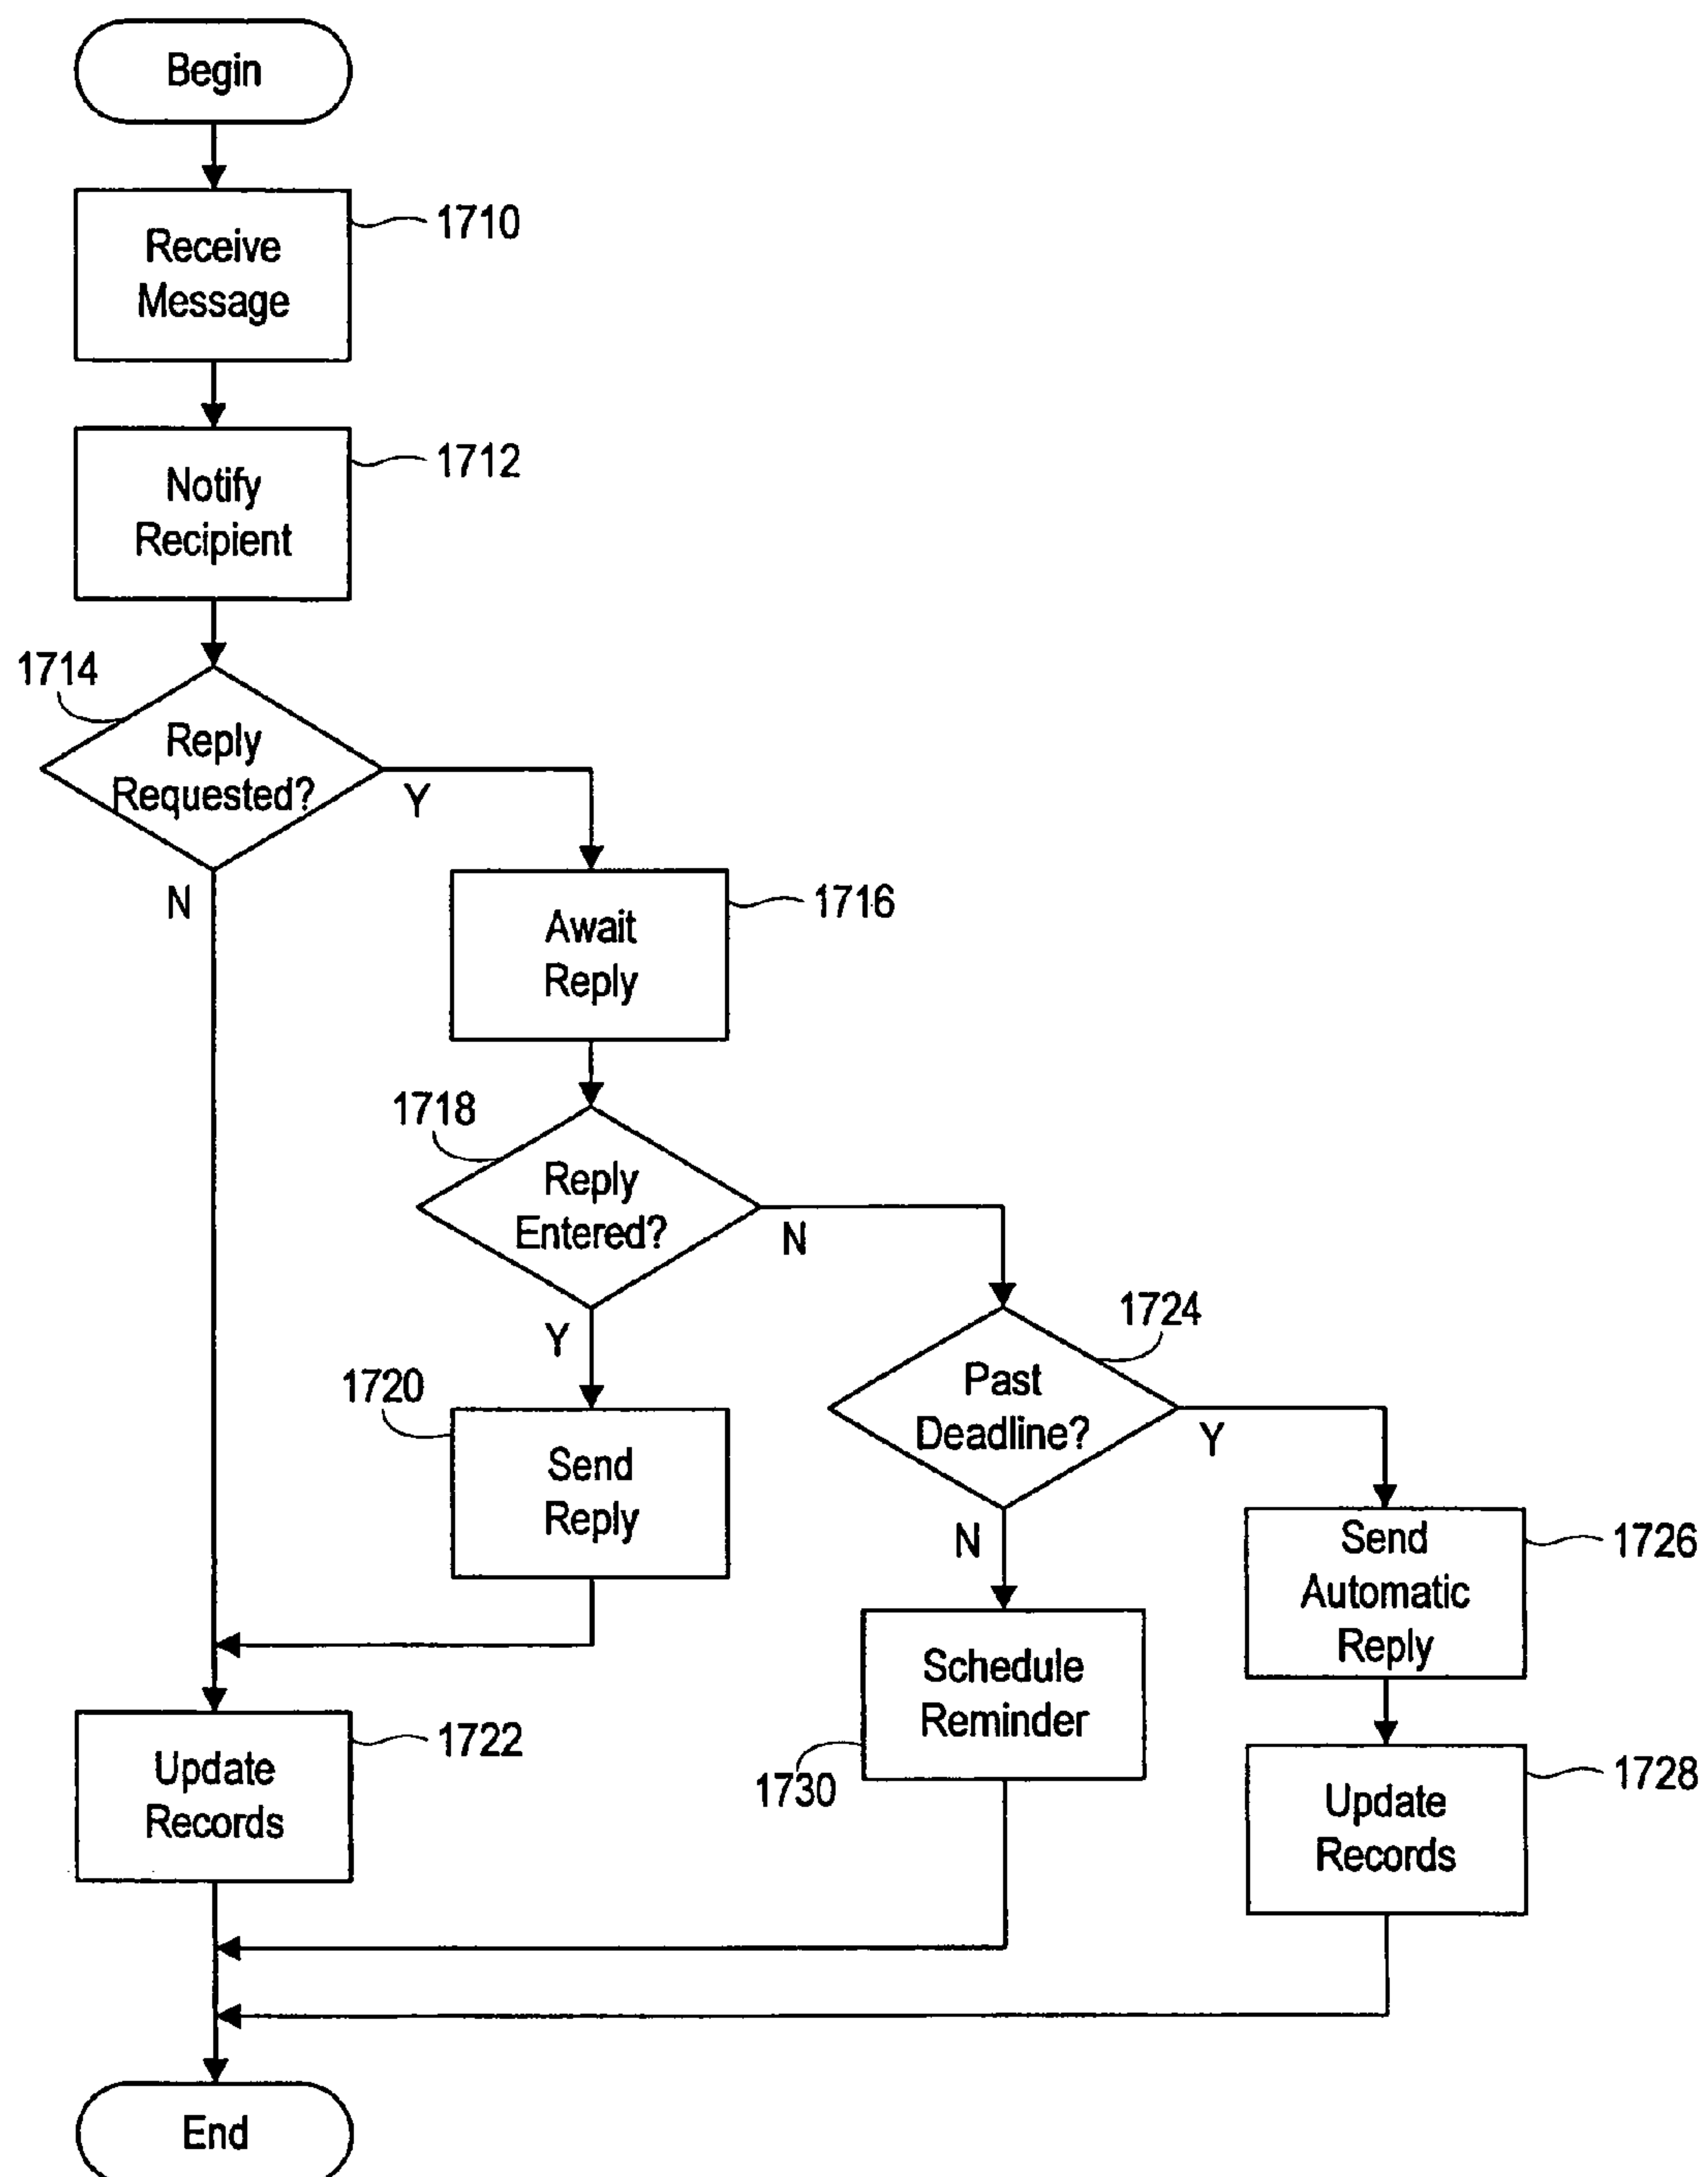 Begin
1710
Receive
Message
1712
Notify
Recipient
1714
Reply
Requested?
Y
N
1716
Await
Reply
1718
Reply
Entered?
N
Y
1724
Past
Deadline?
Y
N
1720
Send
Reply
1726
Send
Automatic
Reply
Schedule
Reminder
1730
1722
Update
Records
1728
Update
Records
End